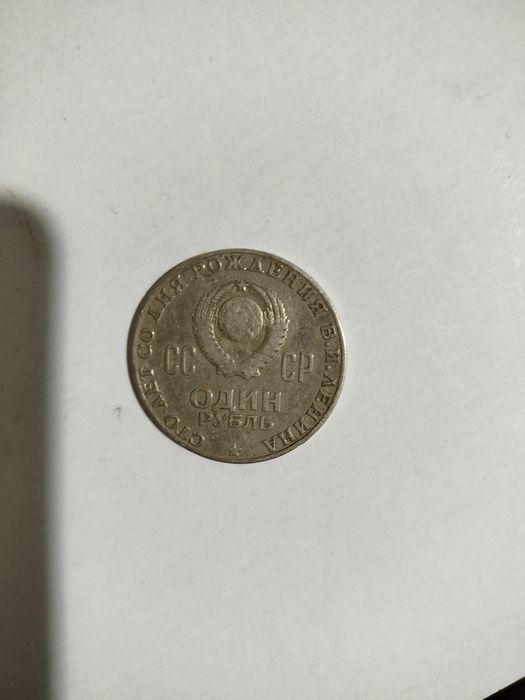 СТО ЛЕТ СО ДНЯ РОЖДЕНИЯ В.И.ЛЕНИНА
СС СР
ОДИН
РУБЛЬ